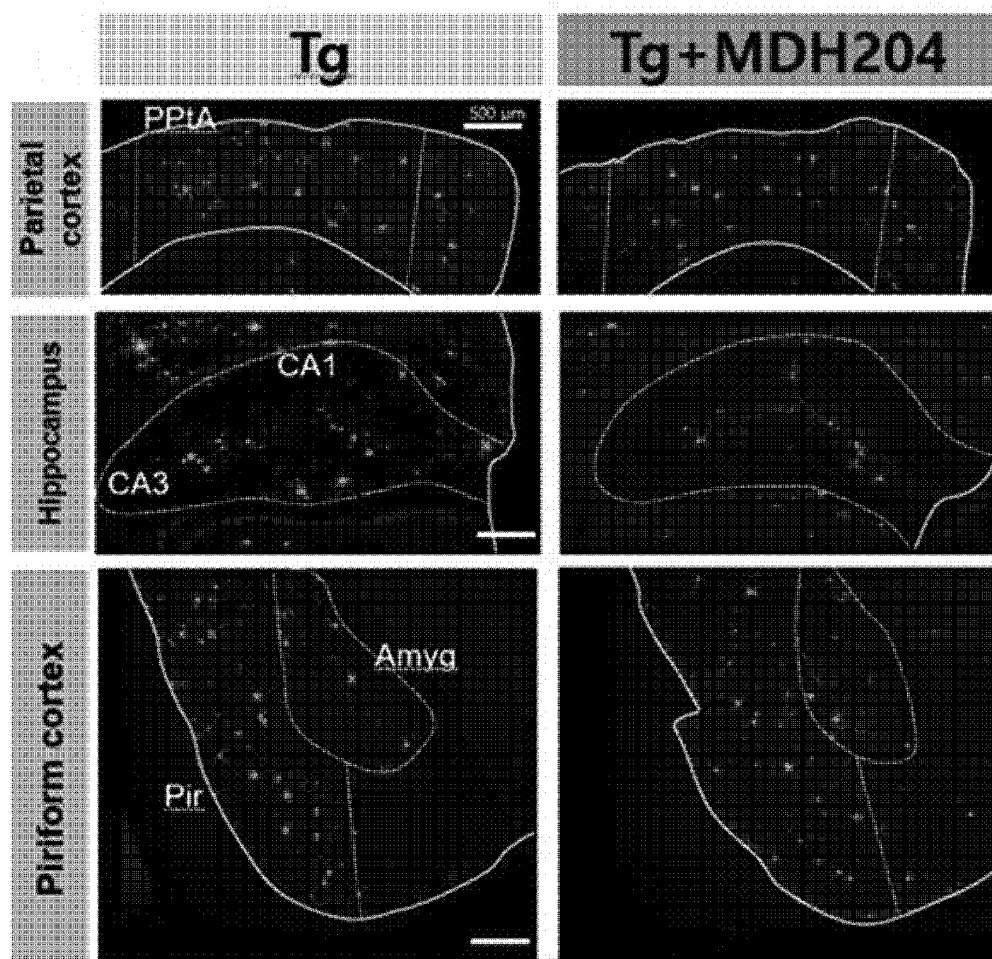 Tg
Tg+MDH204
Parietal
cortex
PPtA
500 µm
Hippocampus
CA1
CA3
Piriform cortex
Amyg
Pir